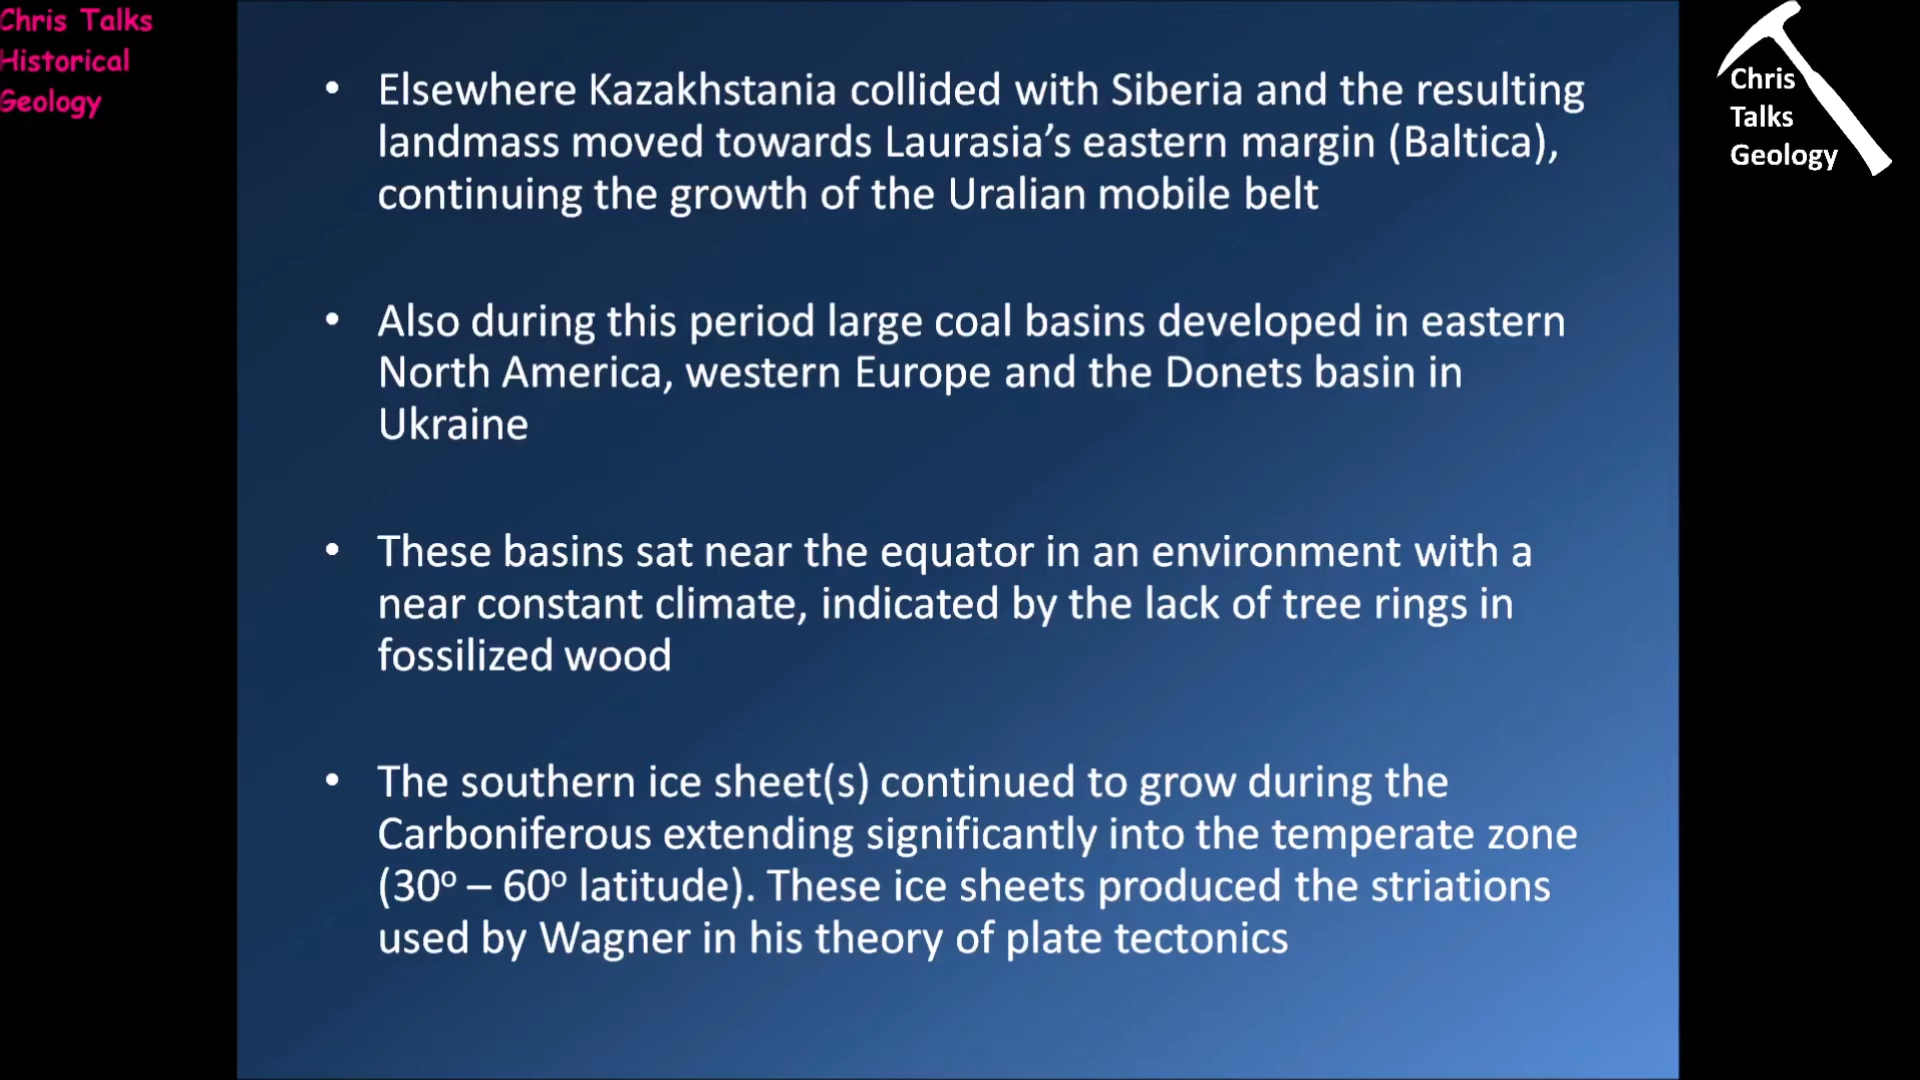 Chris Talks
Historical
Geology
Chris
Talks
Geology
• Elsewhere Kazakhstania collided with Siberia and the resulting
landmass moved towards Laurasia’s eastern margin (Baltica),
continuing the growth of the Uralian mobile belt
• Also during this period large coal basins developed in eastern
North America, western Europe and the Donets basin in
Ukraine
• These basins sat near the equator in an environment with a
near constant climate, indicated by the lack of tree rings in
fossilized wood
• The southern ice sheet(s) continued to grow during the
Carboniferous extending significantly into the temperate zone
(30º – 60º latitude). These ice sheets produced the striations
used by Wagner in his theory of plate tectonics